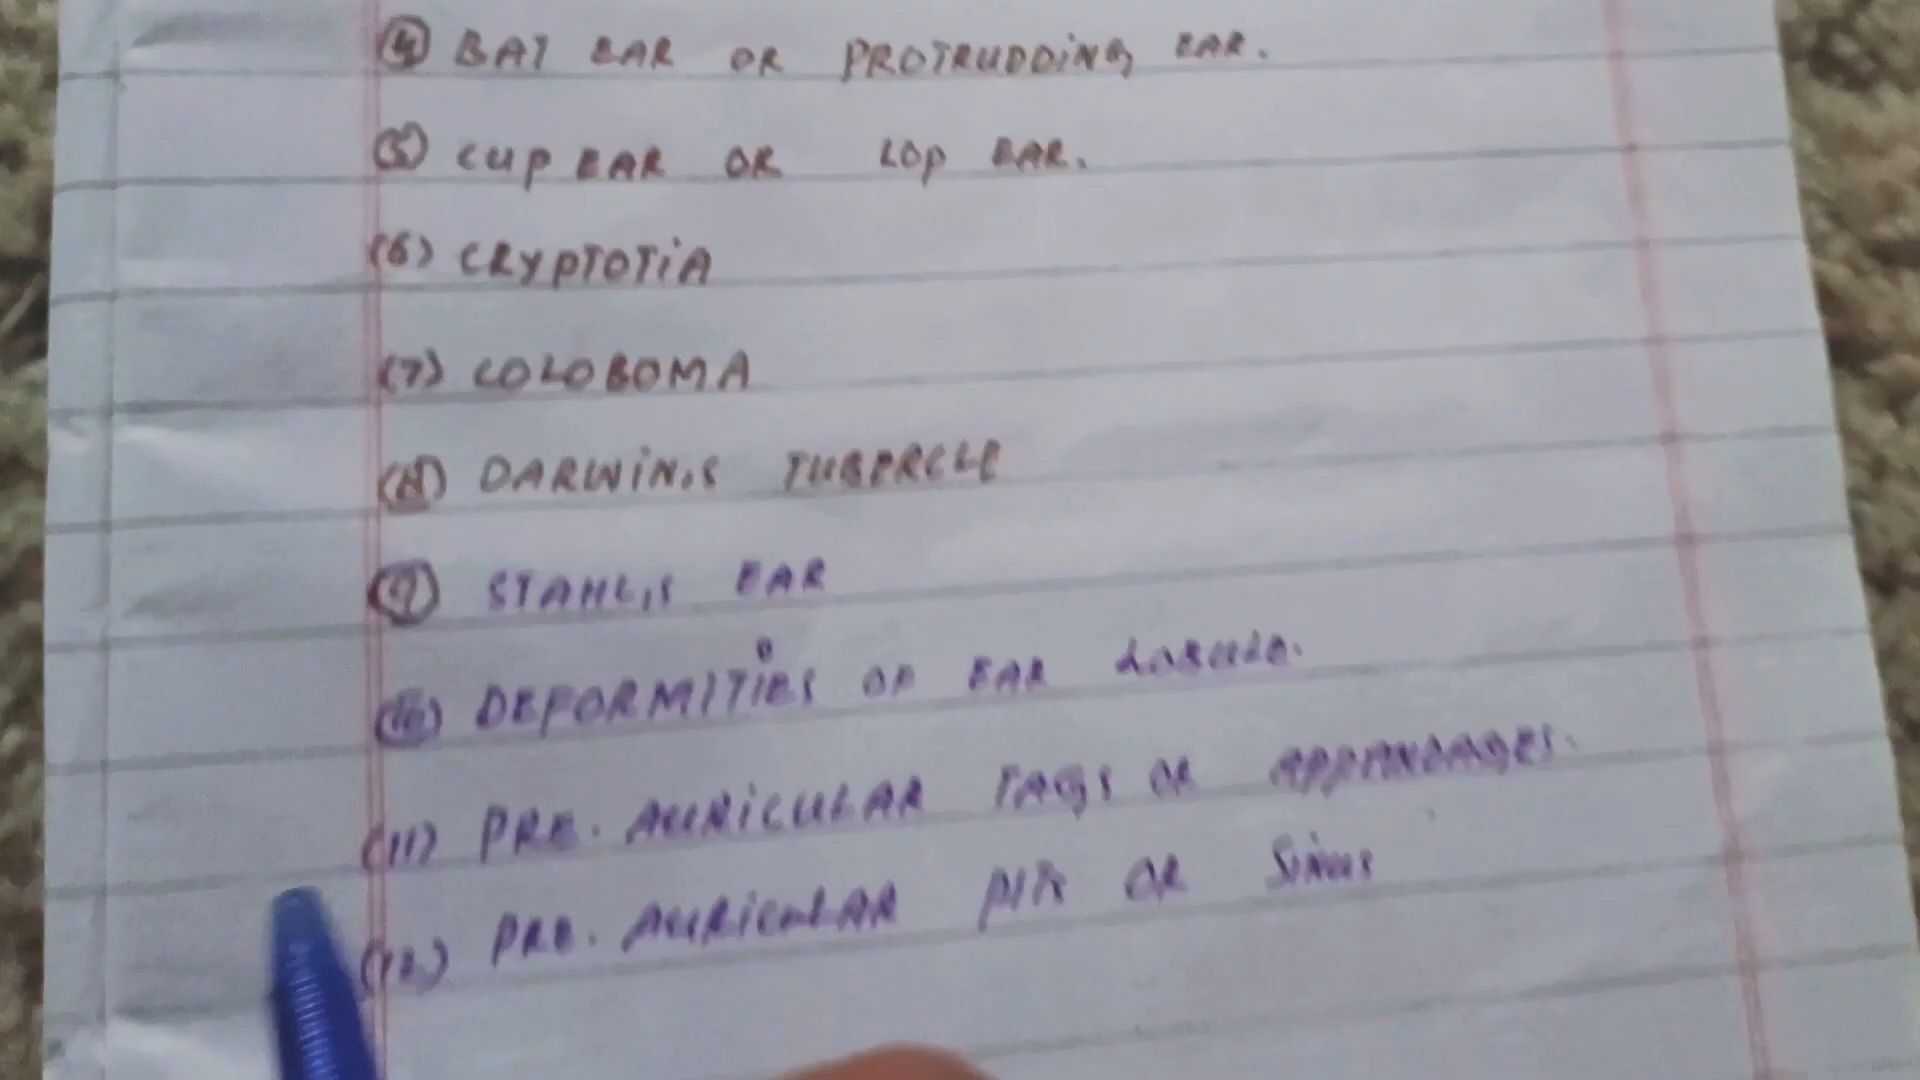 (4) BAT EAR OR PROTRUDDING EAR.
(5) CUP EAR OR LOP EAR.
(6) CRYPTOTIA
(7) COLOBOMA
(8) DARWIN,S TUBERCLE
(9) STAHL,S EAR
(10) DEFORMITIES OF EAR LOBULE.
(11) PRE. AURICULAR TAGS OR APPENDAGES.
(12) PRE. AURICULAR PITS OR SINUS